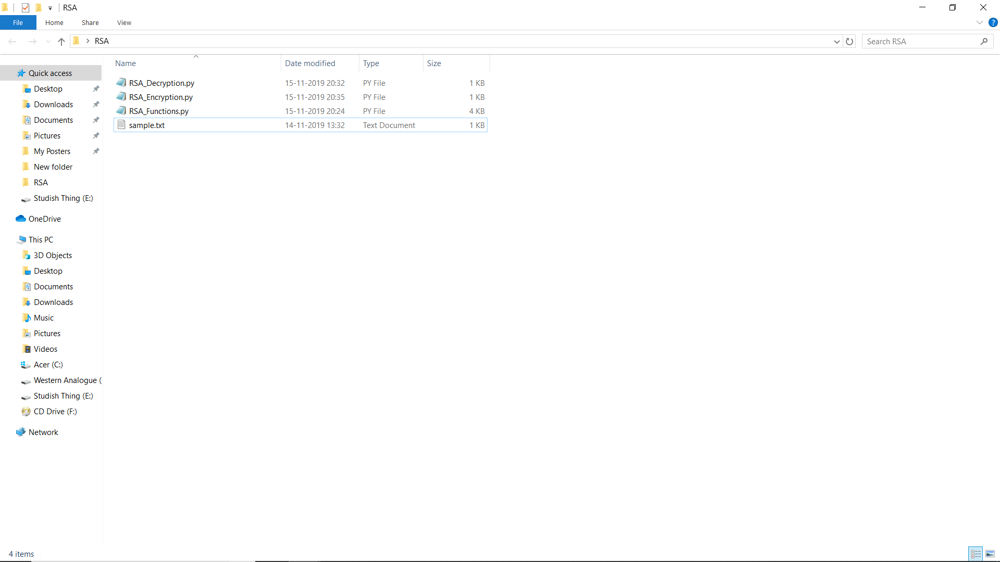 RSA
File Home Share View
RSA
Search RSA
Name Date modified Type Size
RSA_Decryption.py 15-11-2019 20:32 PY File 1 KB
RSA_Encryption.py 15-11-2019 20:35 PY File 1 KB
RSA_Functions.py 15-11-2019 20:24 PY File 4 KB
sample.txt 14-11-2019 13:32 Text Document 1 KB
Quick access
Desktop
Downloads
Documents
Pictures
My Posters
New folder
RSA
Studish Thing (E:)
OneDrive
This PC
3D Objects
Desktop
Documents
Downloads
Music
Pictures
Videos
Acer (C:)
Western Analogue (
Studish Thing (E:)
CD Drive (F:)
Network
4 items